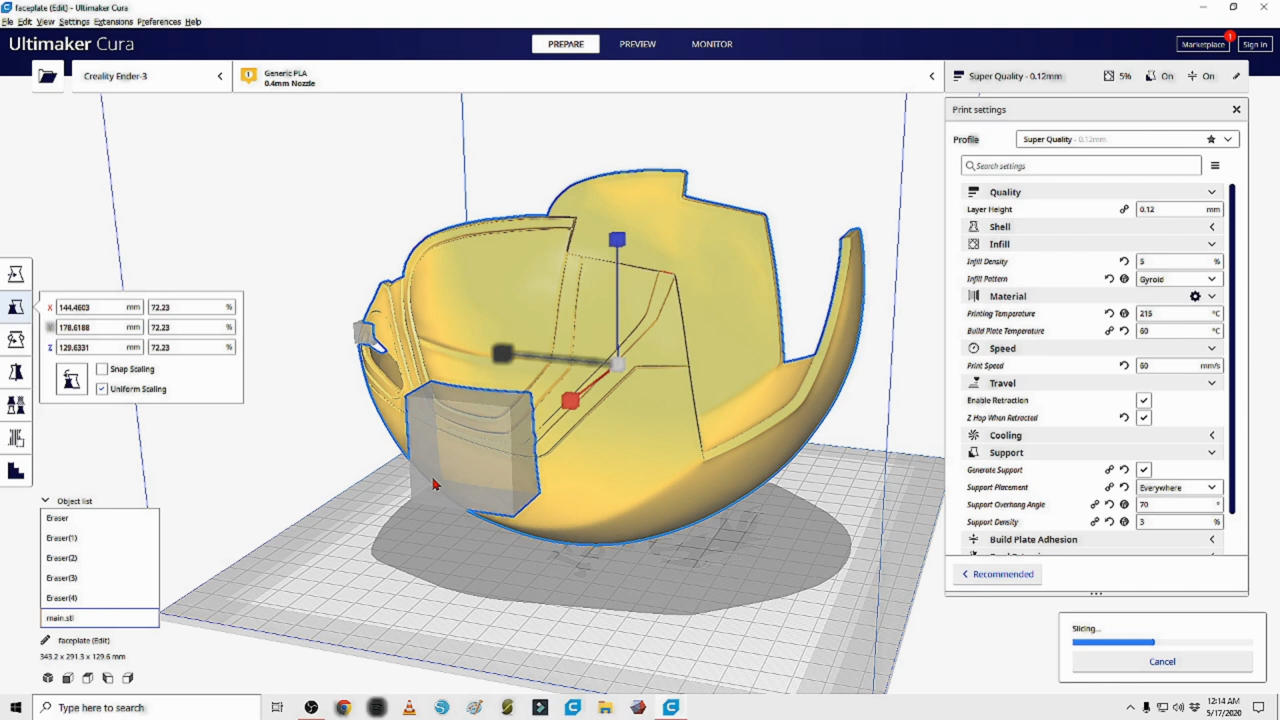 faceplate (Edit) - Ultimaker Cura
File Edit View Settings Extensions Preferences Help
Ultimaker Cura
PREPARE PREVIEW MONITOR
Marketplace 1 Sign in
Creality Ender-3
Generic PLA
0.4mm Nozzle
Super Quality - 0.12mm 5% On On
Print settings
Profile Super Quality - 0.12mm
Search settings
Quality
Layer Height 0.12 mm
Shell
Infill
Infill Density 5 %
Infill Pattern Gyroid
Material
Printing Temperature 215 °C
Build Plate Temperature 60 °C
Speed
Print Speed 60 mm/s
Travel
Enable Retraction
Z Hop When Retracted
Cooling
Support
Generate Support
Support Placement Everywhere
Support Overhang Angle 70 °
Support Density 3 %
Build Plate Adhesion
Recommended
X 144.4603 mm 72.23 %
178.6188 mm 72.23 %
Z 129.6331 mm 72.23 %
Snap Scaling
Uniform Scaling
Object list
Eraser
Eraser(1)
Eraser(2)
Eraser(3)
Eraser(4)
main.stl
faceplate (Edit)
343.2 x 291.3 x 129.6 mm
Slicing...
Cancel
Type here to search
12:14 AM
5/17/2020